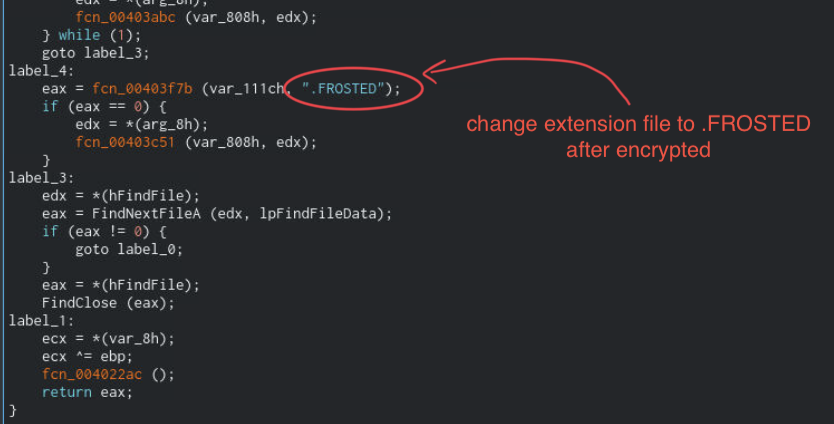 edx = *(arg_8h);
fcn_00403abc (var_808h, edx);
} while (1);
goto label_3;
label_4:
eax = fcn_00403f7b (var_111ch, ".FROSTED");
if (eax == 0) {
edx = *(arg_8h);
fcn_00403c51 (var_808h, edx);
}
label_3:
edx = *(hFindFile);
eax = FindNextFileA (edx, lpFindFileData);
if (eax != 0) {
goto label_0;
}
eax = *(hFindFile);
FindClose (eax);
label_1:
ecx = *(var_8h);
ecx ^= ebp;
fcn_004022ac ();
return eax;
}
change extension file to .FROSTED
after encrypted